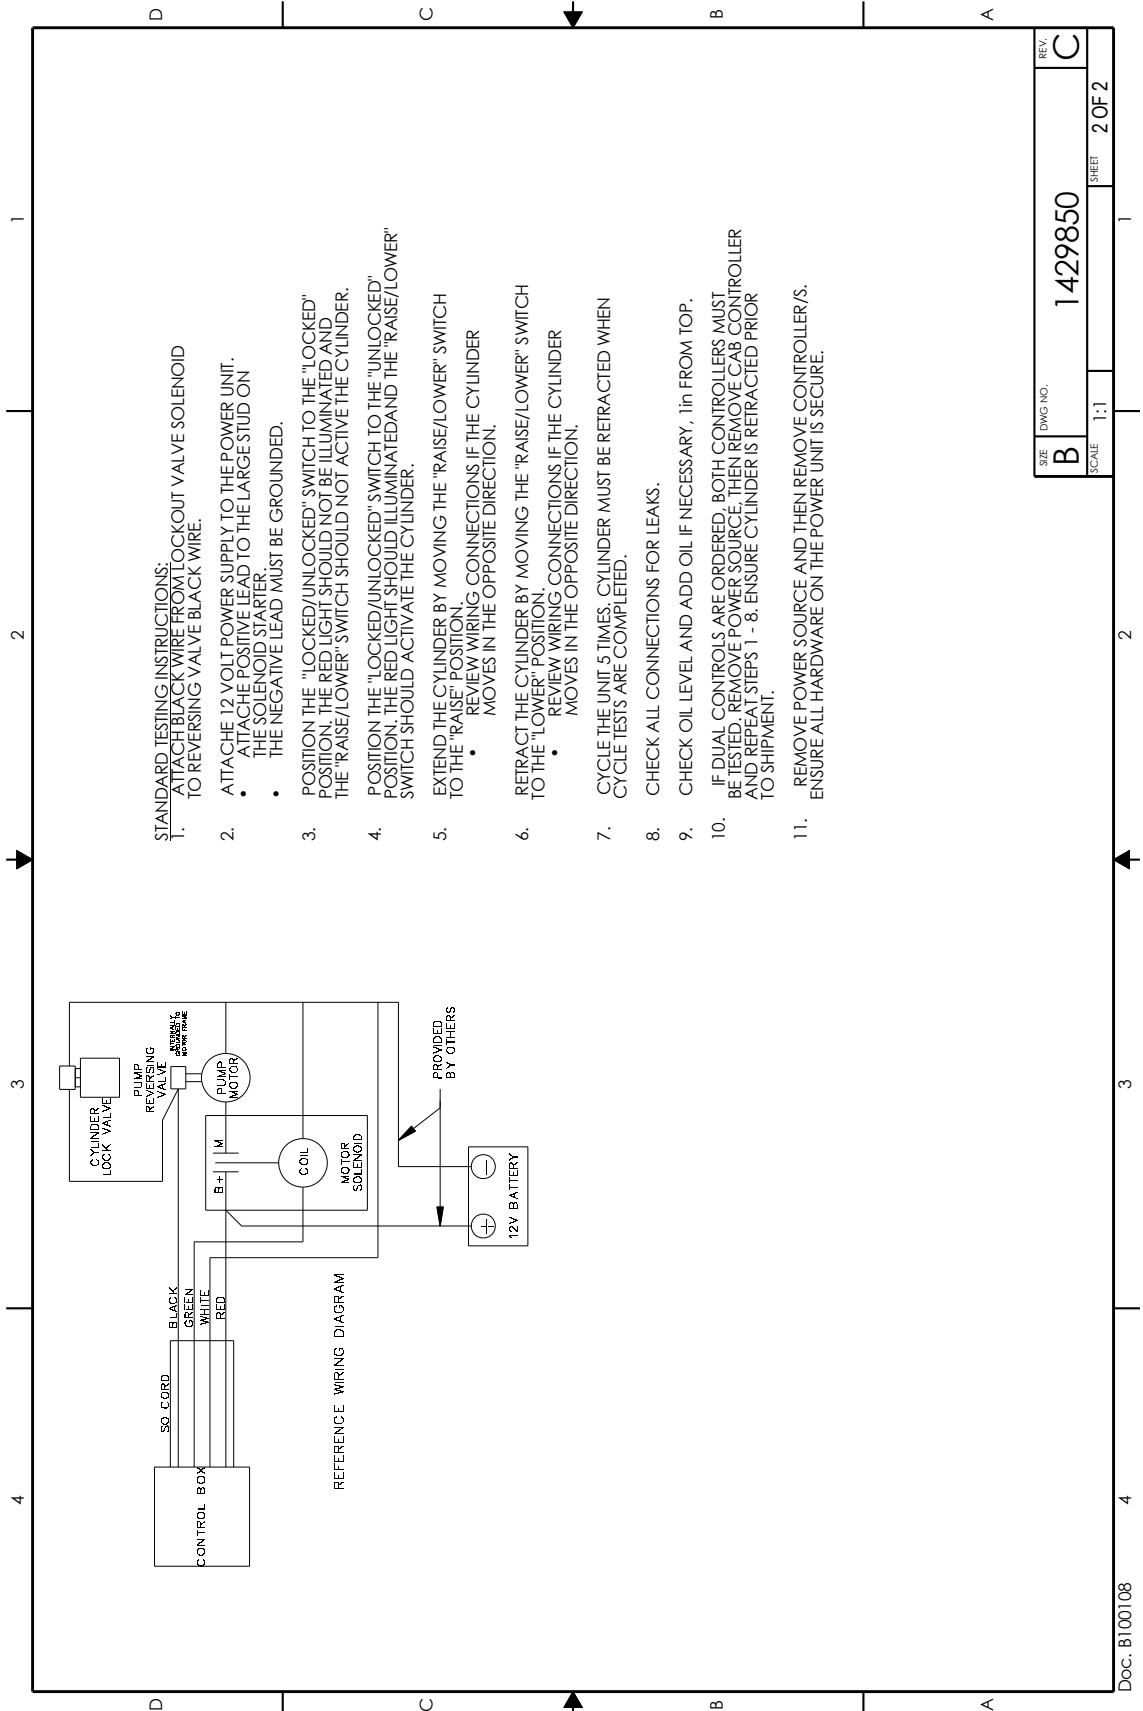 4
3
2
1
D
C
B
A
CONTROL BOX
SO CORD
BLACK
GREEN
WHITE
RED
CYLINDER
LOCK VALVE
PUMP
REVERSING
VALVE
INTERNALLY
GROUNDED TO
MOTOR FRAME
PUMP
MOTOR
B+
M
COIL
MOTOR
SOLENOID
PROVIDED
BY OTHERS
12V BATTERY
REFERENCE WIRING DIAGRAM
STANDARD TESTING INSTRUCTIONS:
1. ATTACH BLACK WIRE FROM LOCKOUT VALVE SOLENOID
TO REVERSING VALVE BLACK WIRE.
2. ATTACHE 12 VOLT POWER SUPPLY TO THE POWER UNIT.
• ATTACHE POSITIVE LEAD TO THE LARGE STUD ON
THE SOLENOID STARTER.
• THE NEGATIVE LEAD MUST BE GROUNDED.
3. POSITION THE "LOCKED/UNLOCKED" SWITCH TO THE "LOCKED"
POSITION. THE RED LIGHT SHOULD NOT BE ILLUMINATED AND
THE "RAISE/LOWER" SWITCH SHOULD NOT ACTIVE THE CYLINDER.
4. POSITION THE "LOCKED/UNLOCKED" SWITCH TO THE "UNLOCKED"
POSITION. THE RED LIGHT SHOULD ILLUMINATEDAND THE "RAISE/LOWER"
SWITCH SHOULD ACTIVATE THE CYLINDER.
5. EXTEND THE CYLINDER BY MOVING THE "RAISE/LOWER" SWITCH
TO THE "RAISE" POSITION.
• REVIEW WIRING CONNECTIONS IF THE CYLINDER
MOVES IN THE OPPOSITE DIRECTION.
6. RETRACT THE CYLINDER BY MOVING THE "RAISE/LOWER" SWITCH
TO THE "LOWER" POSITION.
• REVIEW WIRING CONNECTIONS IF THE CYLINDER
MOVES IN THE OPPOSITE DIRECTION.
7. CYCLE THE UNIT 5 TIMES. CYLINDER MUST BE RETRACTED WHEN
CYCLE TESTS ARE COMPLETED.
8. CHECK ALL CONNECTIONS FOR LEAKS.
9. CHECK OIL LEVEL AND ADD OIL IF NECESSARY, 1in FROM TOP.
10. IF DUAL CONTROLS ARE ORDERED, BOTH CONTROLLERS MUST
BE TESTED. REMOVE POWER SOURCE, THEN REMOVE CAB CONTROLLER
AND REPEAT STEPS 1 - 8. ENSURE CYLINDER IS RETRACTED PRIOR
TO SHIPMENT.
11. REMOVE POWER SOURCE AND THEN REMOVE CONTROLLER/S.
ENSURE ALL HARDWARE ON THE POWER UNIT IS SECURE.
SIZE
B
DWG NO.
1429850
REV.
C
SCALE
1:1
SHEET
2 OF 2
D
C
B
A
4
3
2
1
Doc. B100108